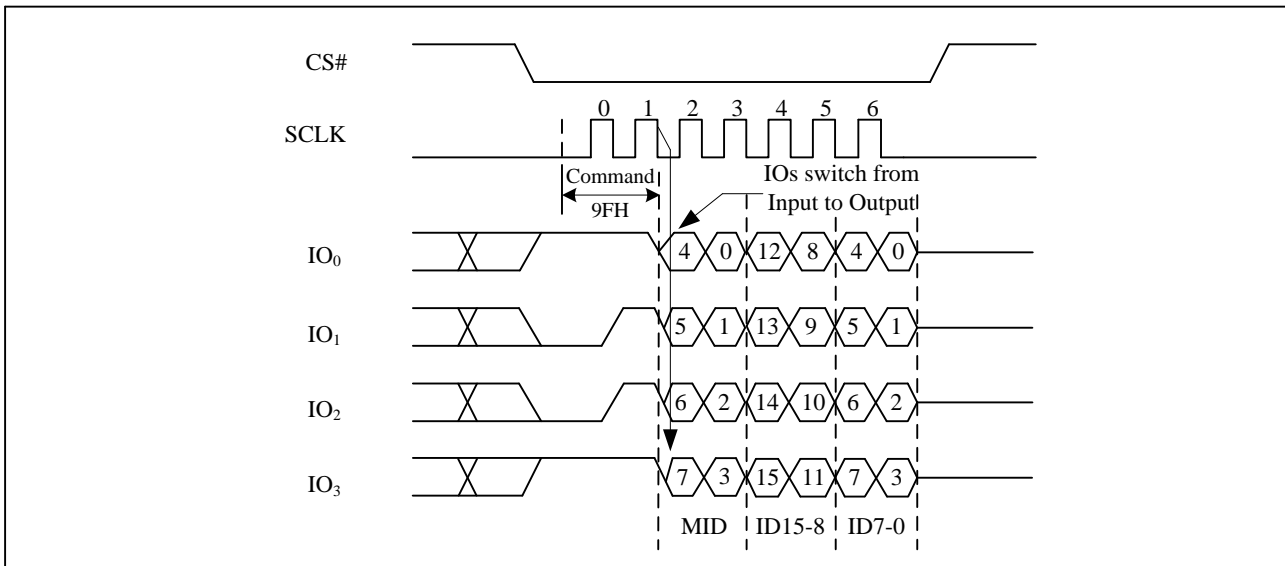 CS#
0 1 2 3 4 5 6
SCLK
Command
9FH
IOs switch from
Input to Output
IO₀ 4 0 12 8 4 0
IO₁ 5 1 13 9 5 1
IO₂ 6 2 14 10 6 2
IO₃ 7 3 15 11 7 3
MID ID15-8 ID7-0